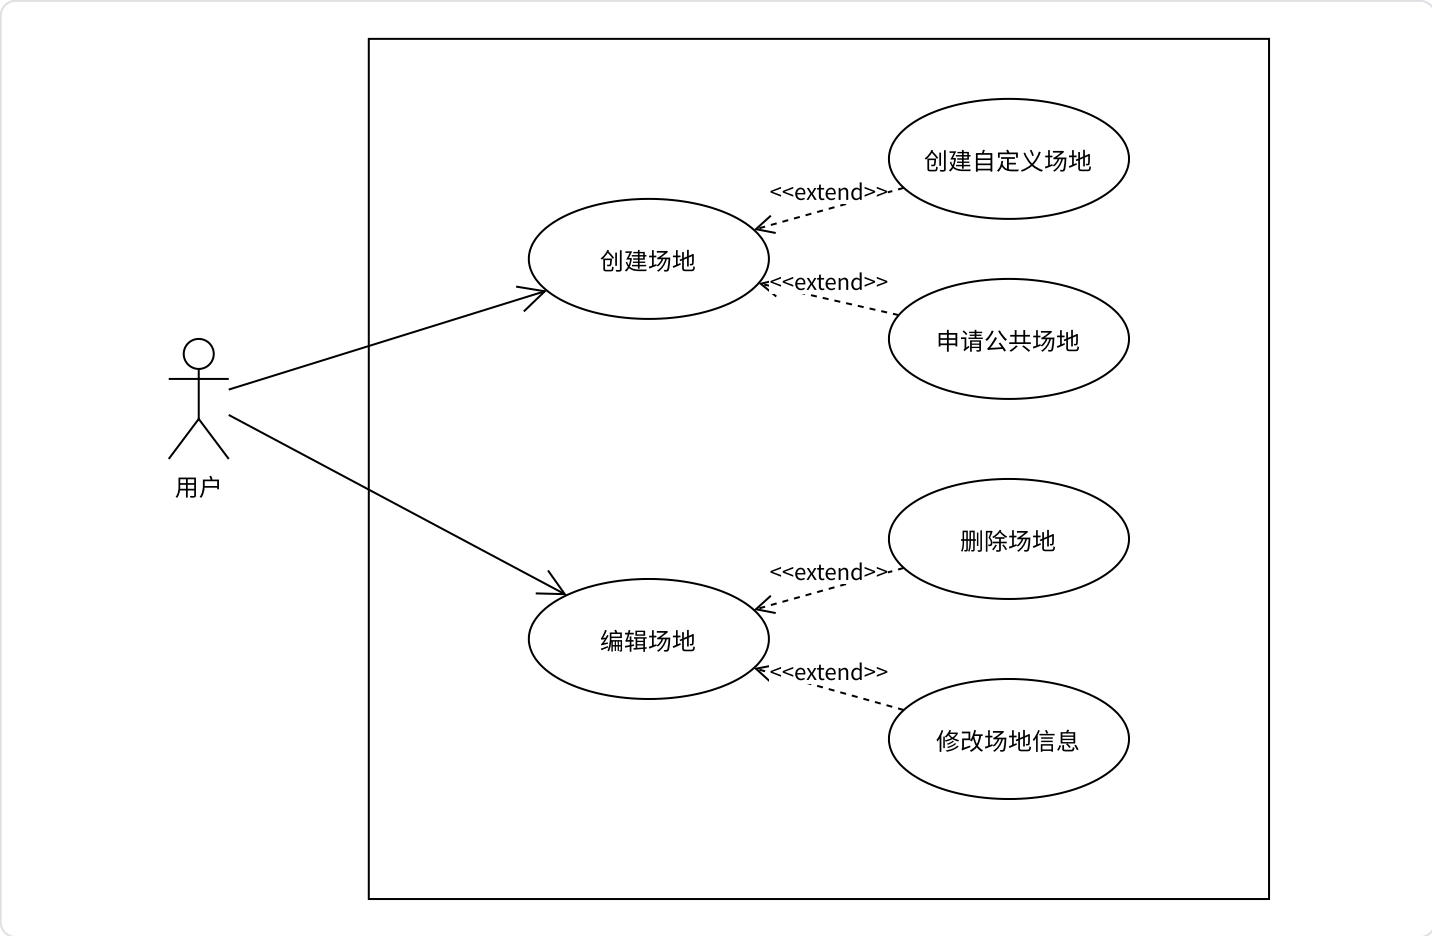 创建自定义场地
<<extend>>
创建场地
<<extend>>
申请公共场地
用户
删除场地
<<extend>>
编辑场地
<<extend>>
修改场地信息